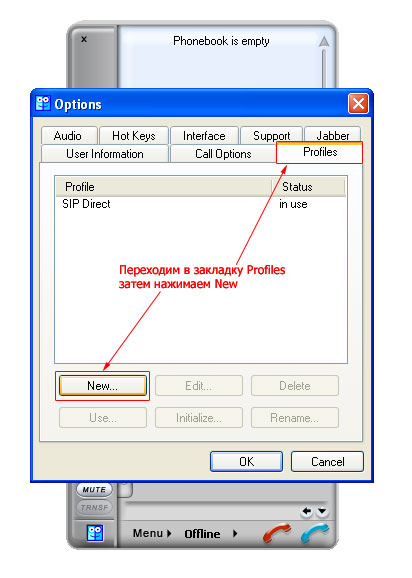 x
Phonebook is empty
Options
Audio
Hot Keys
Interface
Support
Jabber
User Information
Call Options
Profiles
Profile Status
SIP Direct in use
Переходим в закладку Profiles
затем нажимаем New
New...
Edit...
Delete
Use...
Initialize...
Rename...
OK
Cancel
MUTE
TRNSF
Menu
Offline